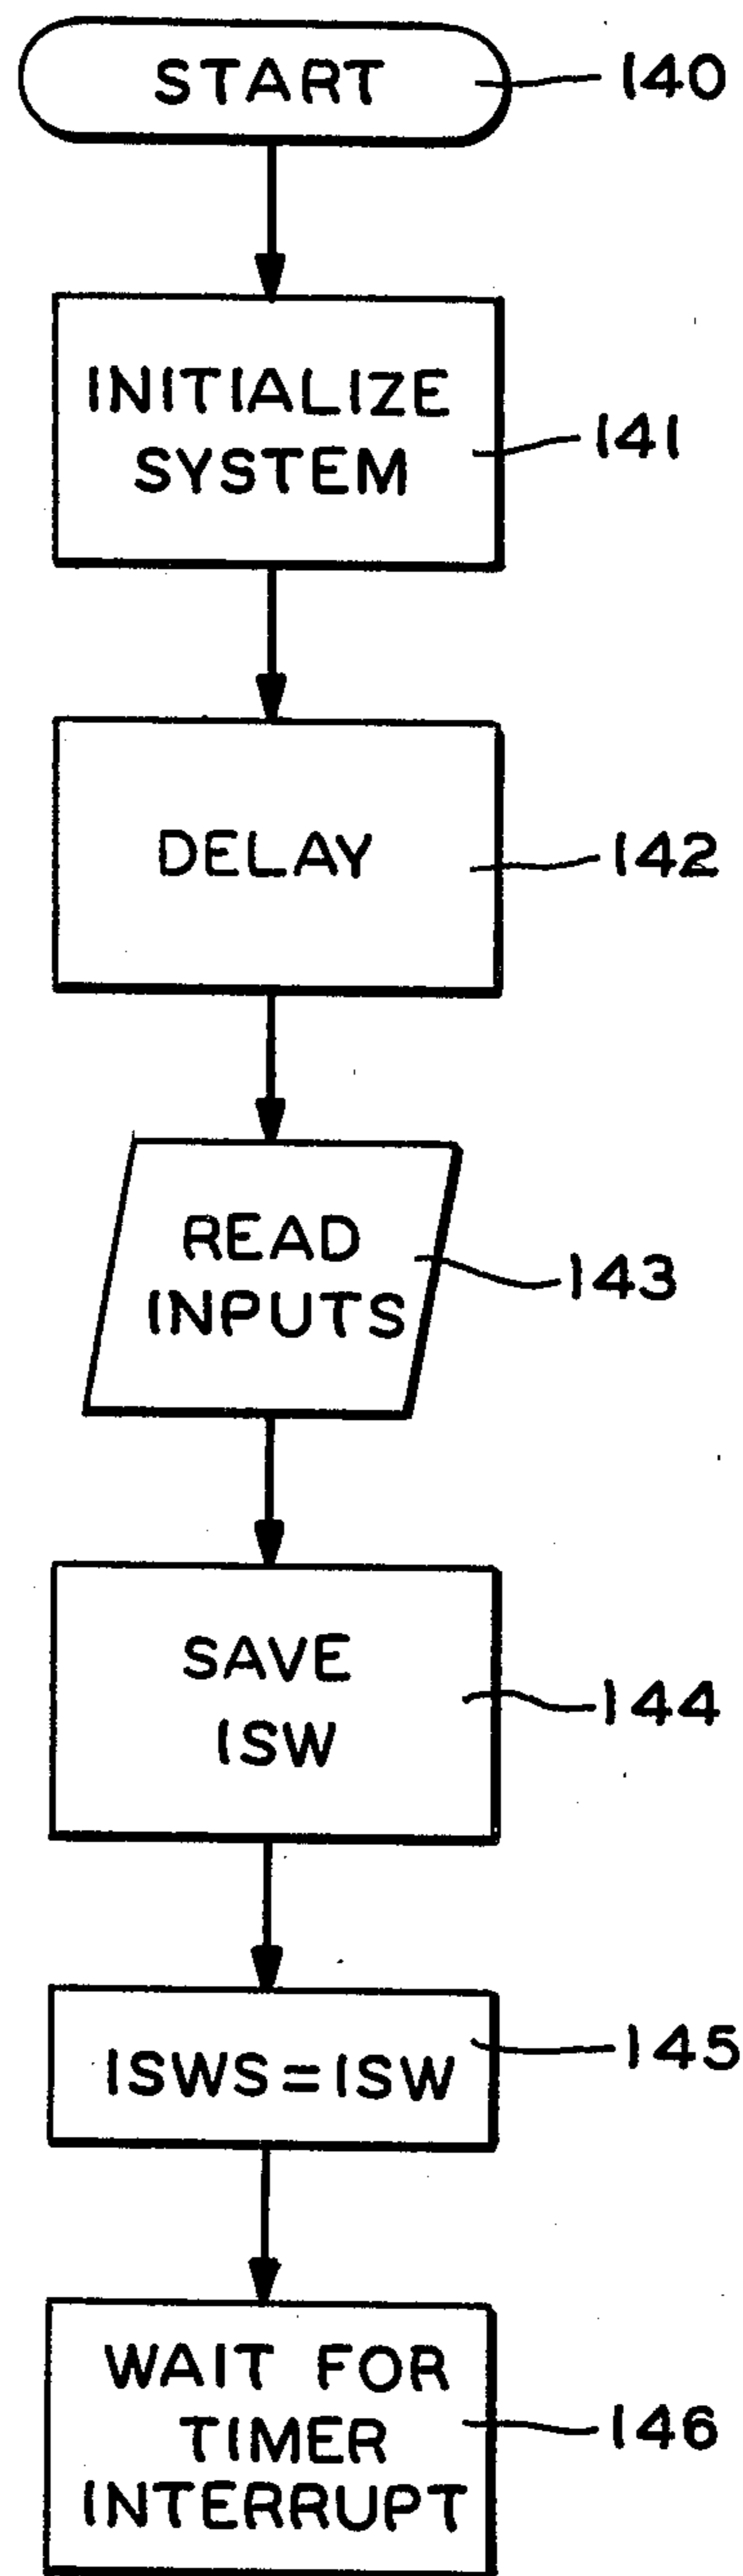 START
140
INITIALIZE
SYSTEM
141
DELAY
142
READ
INPUTS
143
SAVE
ISW
144
ISWS = ISW
145
WAIT FOR
TIMER
INTERRUPT
146